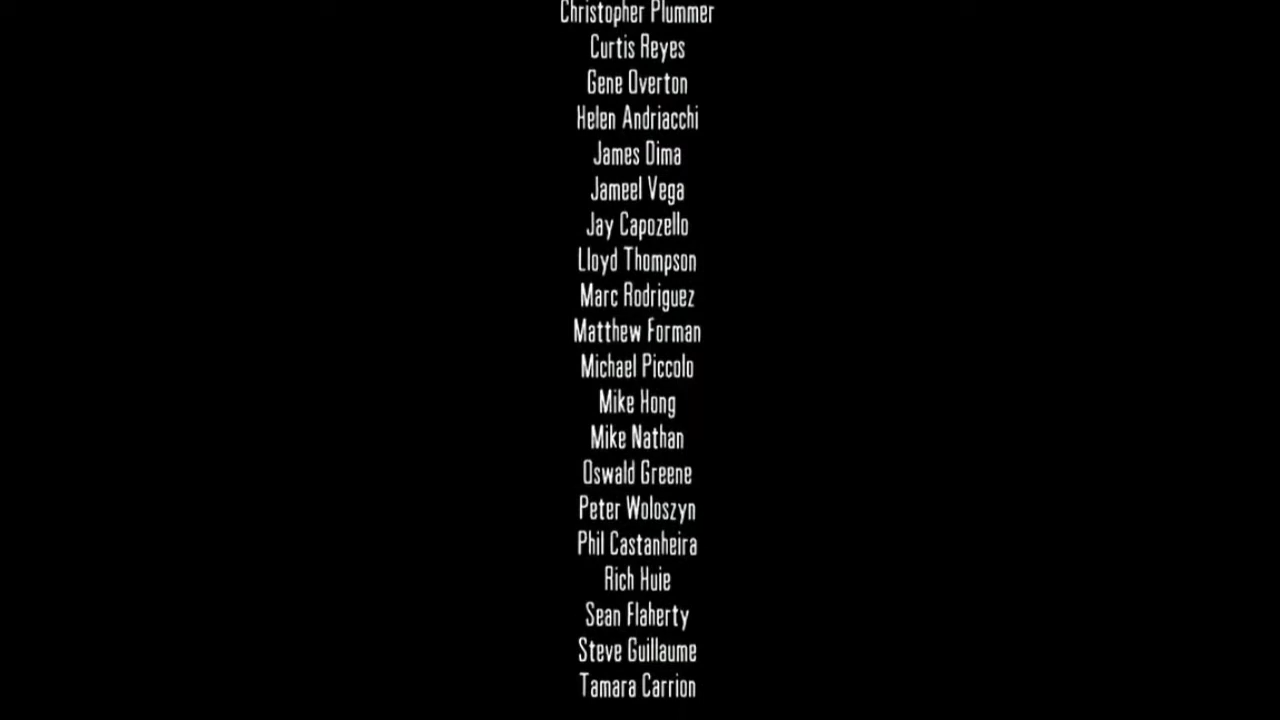 Christopher Plummer
Curtis Reyes
Gene Overton
Helen Andriacchi
James Dima
Jameel Vega
Jay Capozello
Lloyd Thompson
Marc Rodriguez
Matthew Forman
Michael Piccolo
Mike Hong
Mike Nathan
Oswald Greene
Peter Woloszyn
Phil Castanheira
Rich Huie
Sean Flaherty
Steve Guillaume
Tamara Carrion